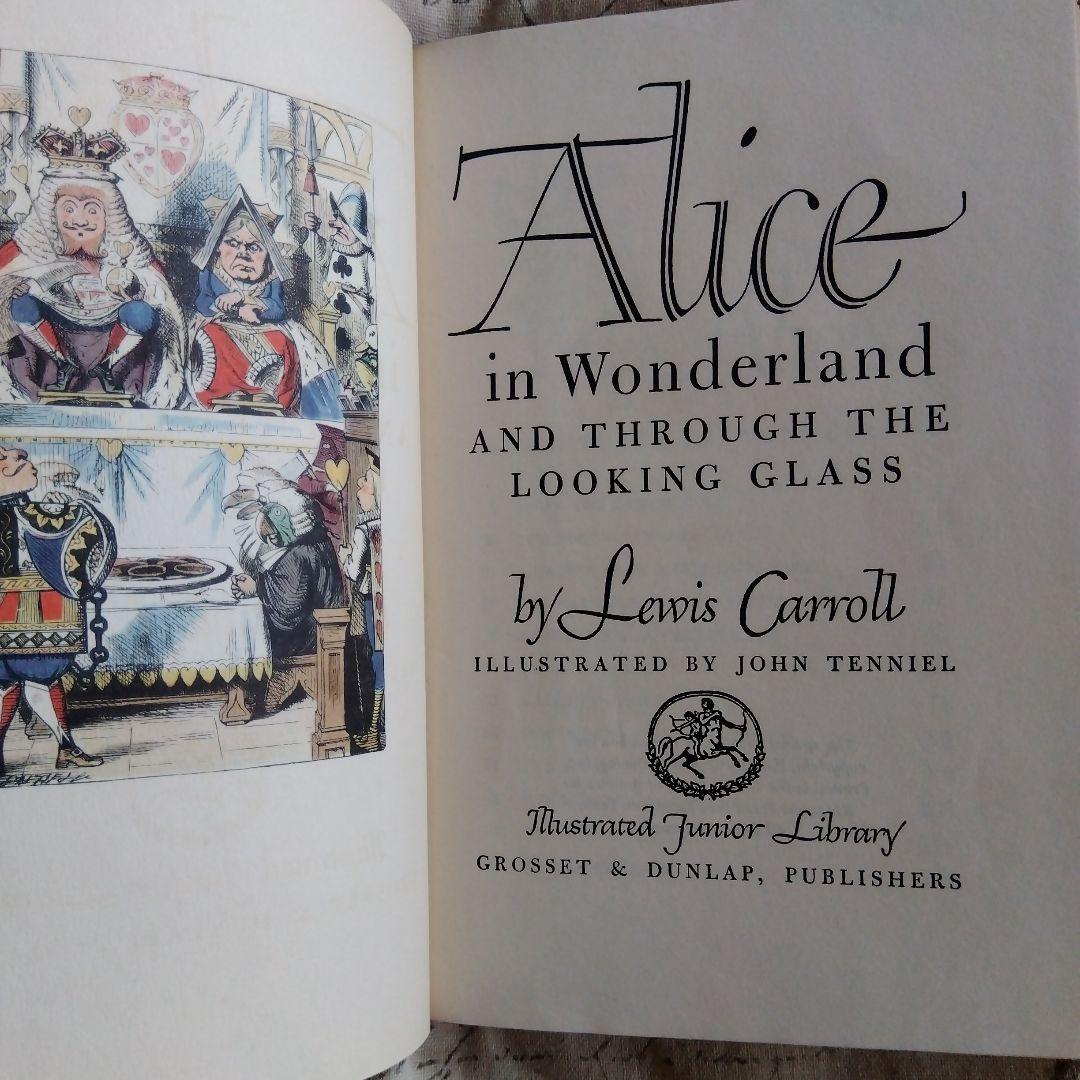 Alice
in Wonderland
AND THROUGH THE
LOOKING GLASS
by Lewis Carroll
ILLUSTRATED BY JOHN TENNIEL
Illustrated Junior Library
GROSSET & DUNLAP, PUBLISHERS